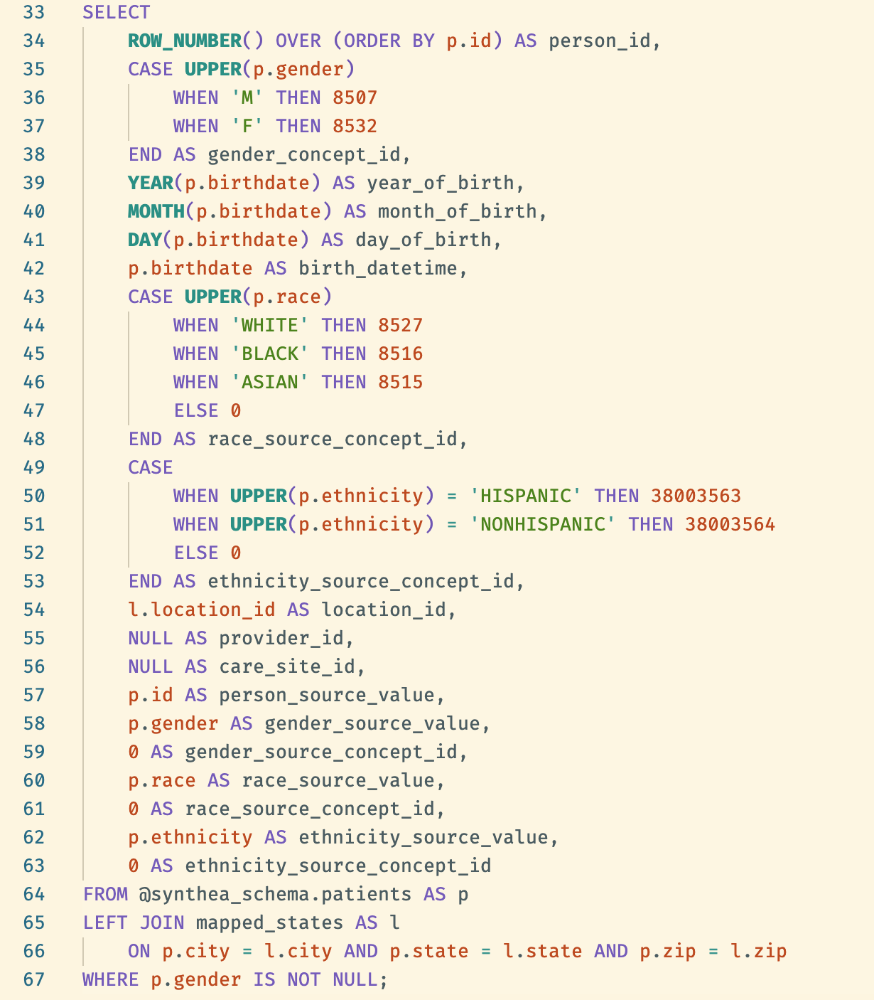 33 SELECT
34 ROW_NUMBER() OVER (ORDER BY p.id) AS person_id,
35 CASE UPPER(p.gender)
36 WHEN 'M' THEN 8507
37 WHEN 'F' THEN 8532
38 END AS gender_concept_id,
39 YEAR(p.birthdate) AS year_of_birth,
40 MONTH(p.birthdate) AS month_of_birth,
41 DAY(p.birthdate) AS day_of_birth,
42 p.birthdate AS birth_datetime,
43 CASE UPPER(p.race)
44 WHEN 'WHITE' THEN 8527
45 WHEN 'BLACK' THEN 8516
46 WHEN 'ASIAN' THEN 8515
47 ELSE 0
48 END AS race_source_concept_id,
49 CASE
50 WHEN UPPER(p.ethnicity) = 'HISPANIC' THEN 38003563
51 WHEN UPPER(p.ethnicity) = 'NONHISPANIC' THEN 38003564
52 ELSE 0
53 END AS ethnicity_source_concept_id,
54 l.location_id AS location_id,
55 NULL AS provider_id,
56 NULL AS care_site_id,
57 p.id AS person_source_value,
58 p.gender AS gender_source_value,
59 0 AS gender_source_concept_id,
60 p.race AS race_source_value,
61 0 AS race_source_concept_id,
62 p.ethnicity AS ethnicity_source_value,
63 0 AS ethnicity_source_concept_id
64 FROM @synthea_schema.patients AS p
65 LEFT JOIN mapped_states AS l
66 ON p.city = l.city AND p.state = l.state AND p.zip = l.zip
67 WHERE p.gender IS NOT NULL;